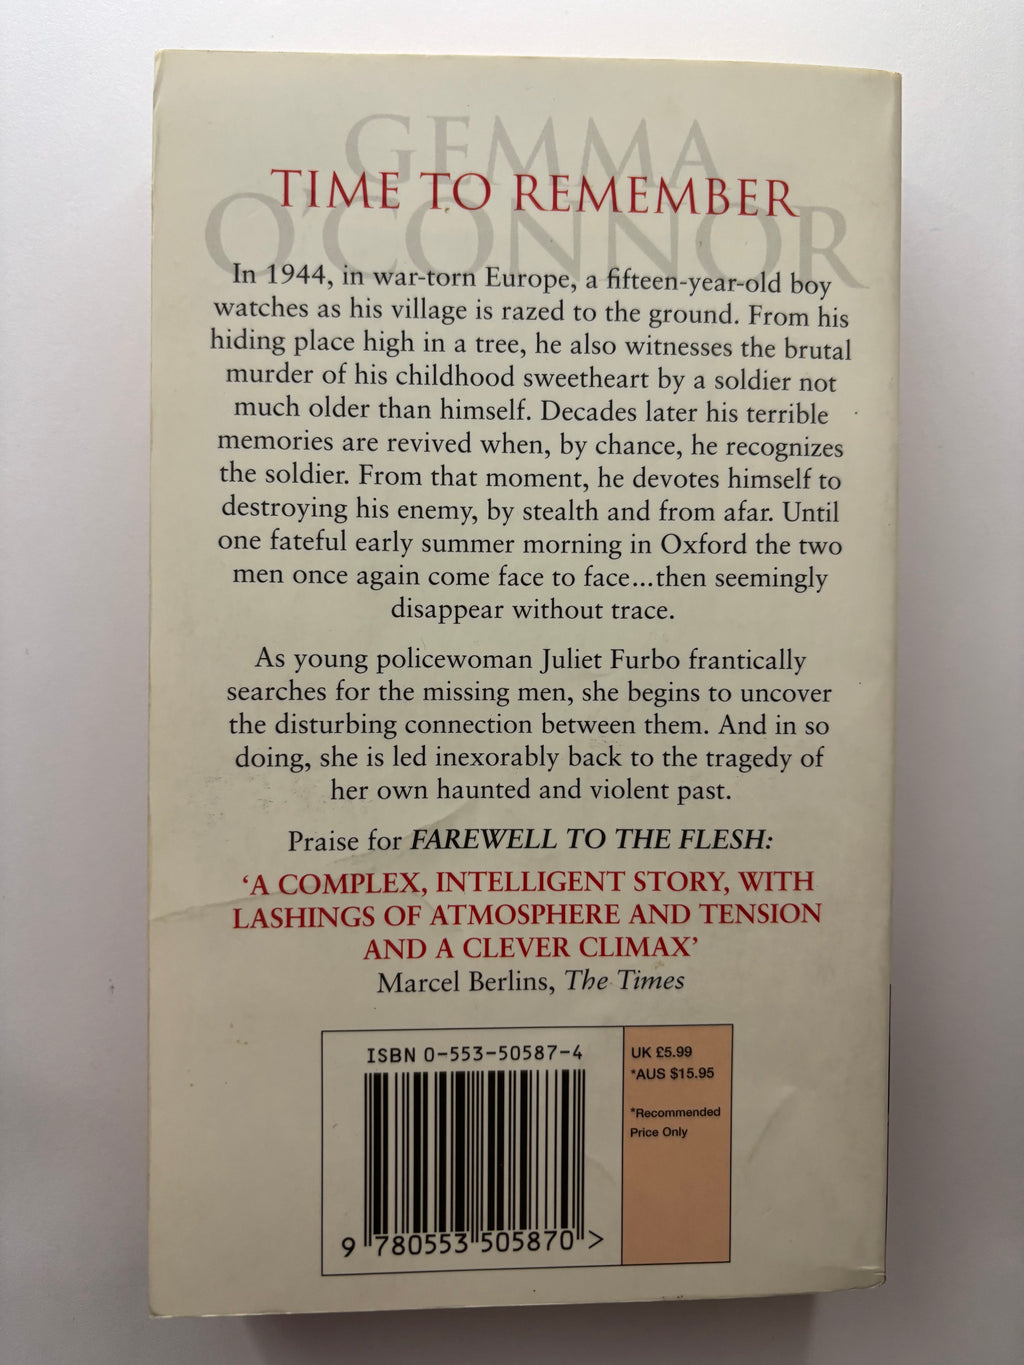 GEMMA
O'CONNOR
TIME TO REMEMBER
In 1944, in war-torn Europe, a fifteen-year-old boy
watches as his village is razed to the ground. From his
hiding place high in a tree, he also witnesses the brutal
murder of his childhood sweetheart by a soldier not
much older than himself. Decades later his terrible
memories are revived when, by chance, he recognizes
the soldier. From that moment, he devotes himself to
destroying his enemy, by stealth and from afar. Until
one fateful early summer morning in Oxford the two
men once again come face to face...then seemingly
disappear without trace.
As young policewoman Juliet Furbo frantically
searches for the missing men, she begins to uncover
the disturbing connection between them. And in so
doing, she is led inexorably back to the tragedy of
her own haunted and violent past.
Praise for FAREWELL TO THE FLESH:
‘A COMPLEX, INTELLIGENT STORY, WITH
LASHINGS OF ATMOSPHERE AND TENSION
AND A CLEVER CLIMAX’
Marcel Berlins, The Times
ISBN 0-553-50587-4
9 780553 505870 >
UK £5.99
*AUS $15.95
*Recommended
Price Only